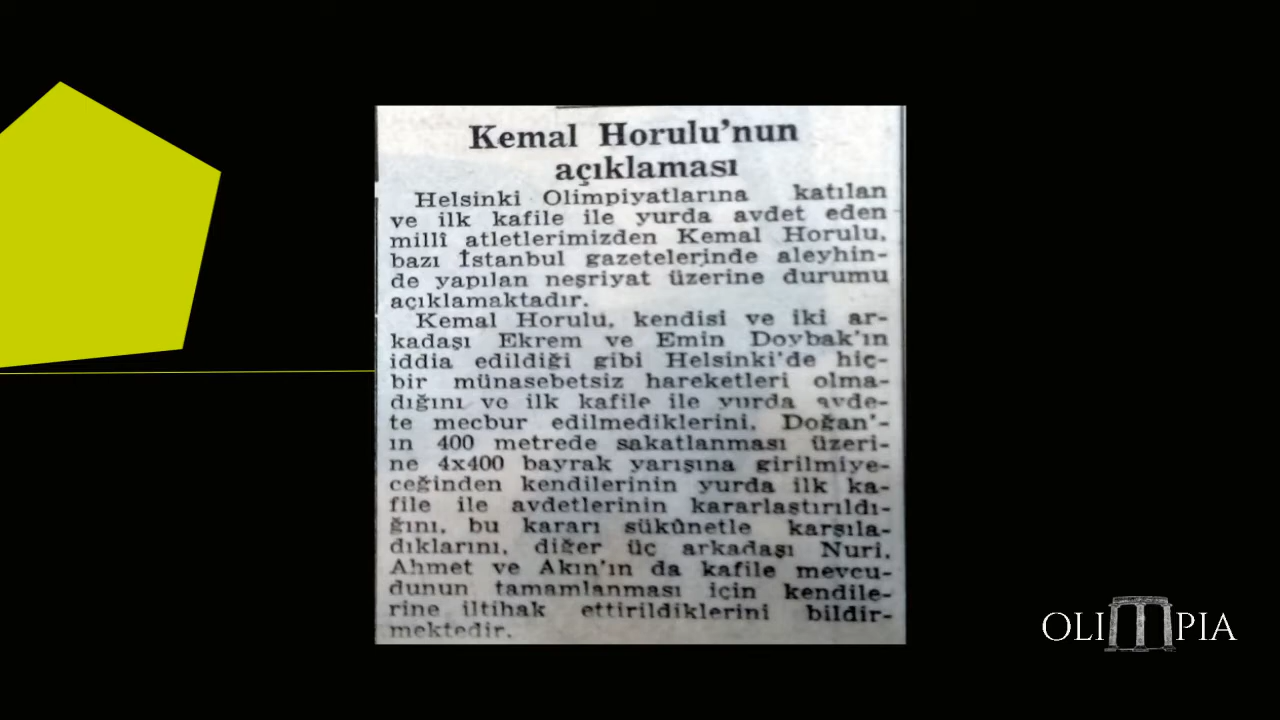 Kemal Horulu'nun
açıklaması
Helsinki Olimpiyatlarına katılan
ve ilk kafile ile yurda avdet eden
millî atletlerimizden Kemal Horulu,
bazı İstanbul gazetelerinde aleyhin-
de yapılan neşriyat üzerine durumu
açıklamaktadır.
Kemal Horulu, kendisi ve iki ar-
kadaşı Ekrem ve Emin Doybak'ın
iddia edildiği gibi Helsinki'de hiç-
bir münasebetsiz hareketleri olma-
dığını ve ilk kafile ile yurda avde-
te mecbur edilmediklerini, Doğan'-
ın 400 metrede sakatlanması üzeri-
ne 4x400 bayrak yarışına girilmiye-
ceğinden kendilerinin yurda ilk ka-
file ile avdetlerinin kararlaştırıldı-
ğını, bu kararı sükûnetle karşıla-
dıklarını, diğer üç arkadaşı Nuri,
Ahmet ve Akın'ın da kafile mevcu-
dunun tamamlanması için kendile-
rine iltihak ettirildiklerini bildir-
mektedir.
OLIMPIA